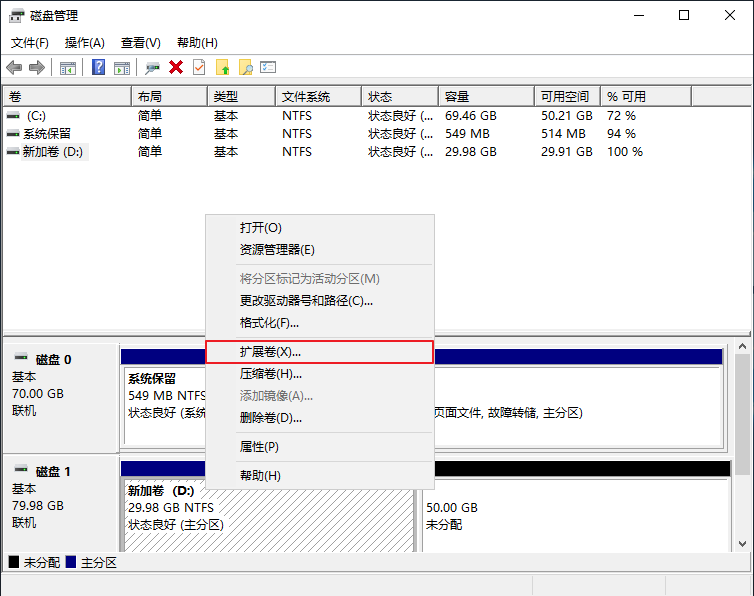 磁盘管理
文件(F) 操作(A) 查看(V) 帮助(H)
卷 布局 类型 文件系统 状态 容量 可用空间 % 可用
(C:) 简单 基本 NTFS 状态良好 (... 69.46 GB 50.21 GB 72 %
系统保留 简单 基本 NTFS 状态良好 (... 549 MB 514 MB 94 %
新加卷 (D:) 简单 基本 NTFS 状态良好 (... 29.98 GB 29.91 GB 100 %
打开(O)
资源管理器(E)
将分区标记为活动分区(M)
更改驱动器号和路径(C)...
格式化(F)...
扩展卷(X)...
压缩卷(H)...
添加镜像(A)...
删除卷(D)...
属性(P)
帮助(H)
磁盘 0
基本
70.00 GB
联机
系统保留
549 MB NTFS
状态良好 (系统
页面文件, 故障转储, 主分区)
磁盘 1
基本
79.98 GB
联机
新加卷 (D:)
29.98 GB NTFS
状态良好 (主分区)
50.00 GB
未分配
未分配 主分区